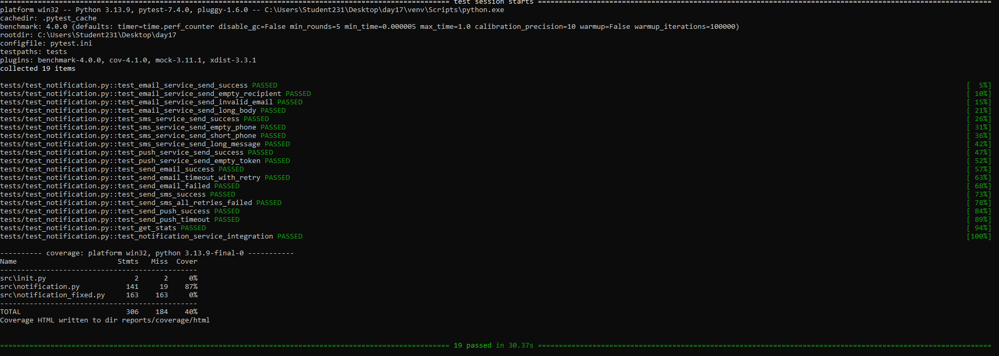 ============ test session starts ============
platform win32 -- Python 3.13.9, pytest-7.4.0, pluggy-1.6.0 -- C:\Users\Student231\Desktop\day17\venv\Scripts\python.exe
cachedir: .pytest_cache
benchmark: 4.0.0 (defaults: timer=time.perf_counter disable_gc=False min_rounds=5 min_time=0.000005 max_time=1.0 calibration_precision=10 warmup=False warmup_iterations=100000)
rootdir: C:\Users\Student231\Desktop\day17
configfile: pytest.ini
testpaths: tests
plugins: benchmark-4.0.0, cov-4.1.0, mock-3.11.1, xdist-3.3.1
collected 19 items
tests/test_notification.py::test_email_service_send_success PASSED [  5%]
tests/test_notification.py::test_email_service_send_empty_recipient PASSED [ 10%]
tests/test_notification.py::test_email_service_send_invalid_email PASSED [ 15%]
tests/test_notification.py::test_email_service_send_long_body PASSED [ 21%]
tests/test_notification.py::test_sms_service_send_success PASSED [ 26%]
tests/test_notification.py::test_sms_service_send_empty_phone PASSED [ 31%]
tests/test_notification.py::test_sms_service_send_short_phone PASSED [ 36%]
tests/test_notification.py::test_sms_service_send_long_message PASSED [ 42%]
tests/test_notification.py::test_push_service_send_success PASSED [ 47%]
tests/test_notification.py::test_push_service_send_empty_token PASSED [ 52%]
tests/test_notification.py::test_send_email_success PASSED [ 57%]
tests/test_notification.py::test_send_email_timeout_with_retry PASSED [ 63%]
tests/test_notification.py::test_send_email_failed PASSED [ 68%]
tests/test_notification.py::test_send_sms_success PASSED [ 73%]
tests/test_notification.py::test_send_sms_all_retries_failed PASSED [ 78%]
tests/test_notification.py::test_send_push_success PASSED [ 84%]
tests/test_notification.py::test_send_push_timeout PASSED [ 89%]
tests/test_notification.py::test_get_stats PASSED [ 94%]
tests/test_notification.py::test_notification_service_integration PASSED [100%]
---------- coverage: platform win32, python 3.13.9-final-0 -----------
Name                        Stmts   Miss  Cover
-----------------------------------------------
src\init.py                     2      2     0%
src\notification.py           141     19    87%
src\notification_fixed.py     163    163     0%
-----------------------------------------------
TOTAL                         306    184    40%
Coverage HTML written to dir reports/coverage/html
============ 19 passed in 30.37s ============